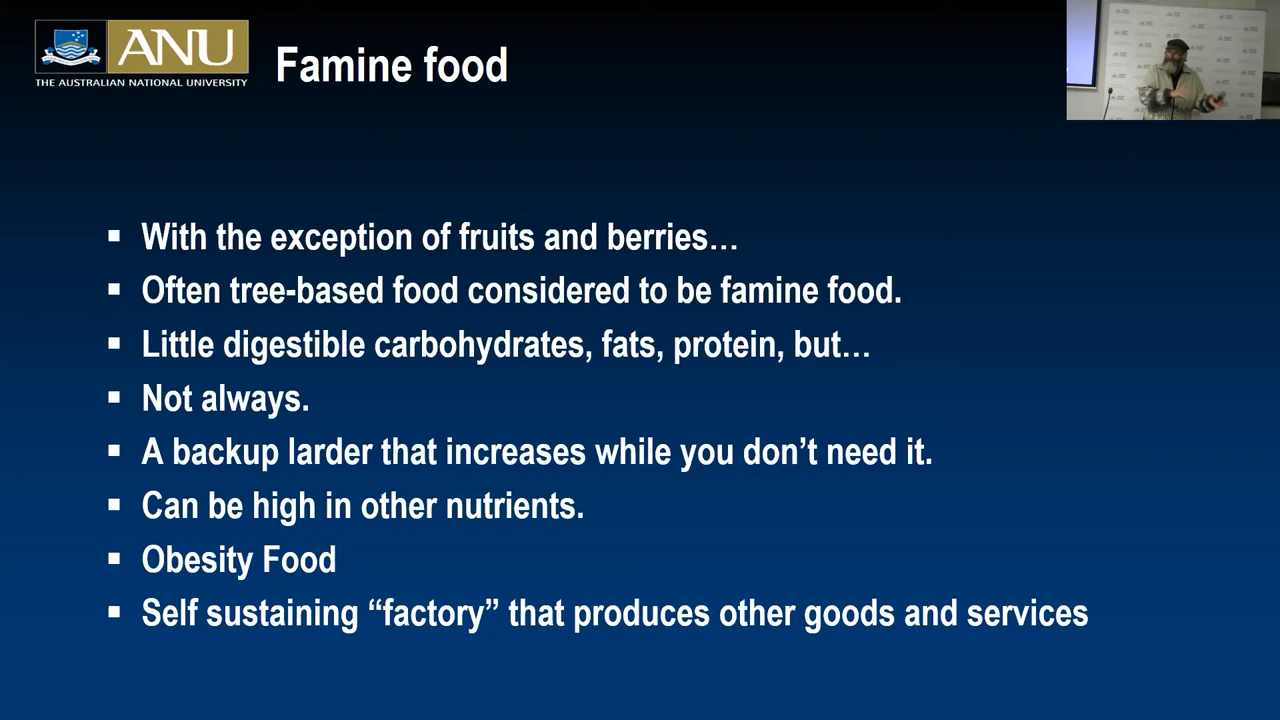 ANU
THE AUSTRALIAN NATIONAL UNIVERSITY
Famine food
With the exception of fruits and berries…
Often tree-based food considered to be famine food.
Little digestible carbohydrates, fats, protein, but…
Not always.
A backup larder that increases while you don’t need it.
Can be high in other nutrients.
Obesity Food
Self sustaining “factory” that produces other goods and services